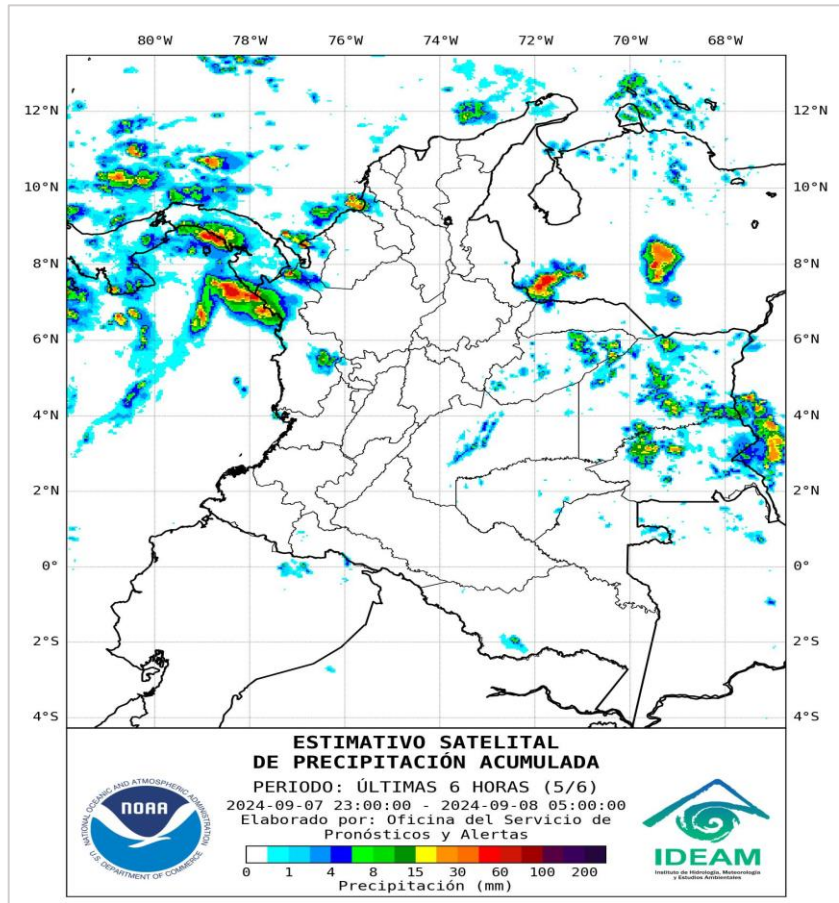 80°W 78°W 76°W 74°W 72°W 70°W 68°W
12°N 12°N
10°N 10°N
8°N 8°N
6°N 6°N
4°N 4°N
2°N 2°N
0° 0°
2°S 2°S
4°S 4°S
ESTIMATIVO SATELITAL
DE PRECIPITACIÓN ACUMULADA
PERIODO: ÚLTIMAS 6 HORAS (5/6)
2024-09-07 23:00:00 - 2024-09-08 05:00:00
Elaborado por: Oficina del Servicio de
Pronósticos y Alertas
0 1 4 8 15 30 60 100 200
Precipitación (mm)
NATIONAL OCEANIC AND ATMOSPHERIC ADMINISTRATION
NOAA
U.S. DEPARTMENT OF COMMERCE
IDEAM
Instituto de Hidrología, Meteorología
y Estudios Ambientales